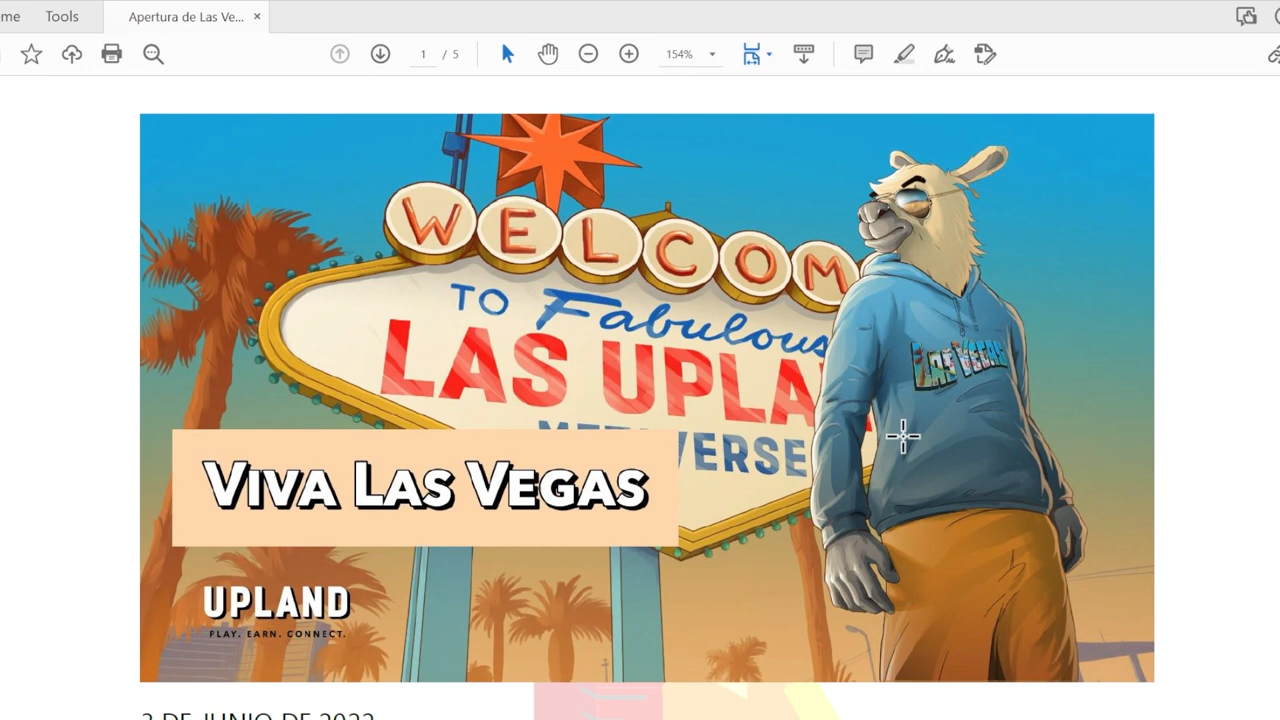 me
Tools
Apertura de Las Ve...
1 / 5
154%
WELCOM
TO Fabulous
LAS UPLA
VERSE
VIVA LAS VEGAS
LAS VEGAS
UPLAND
PLAY. EARN. CONNECT.